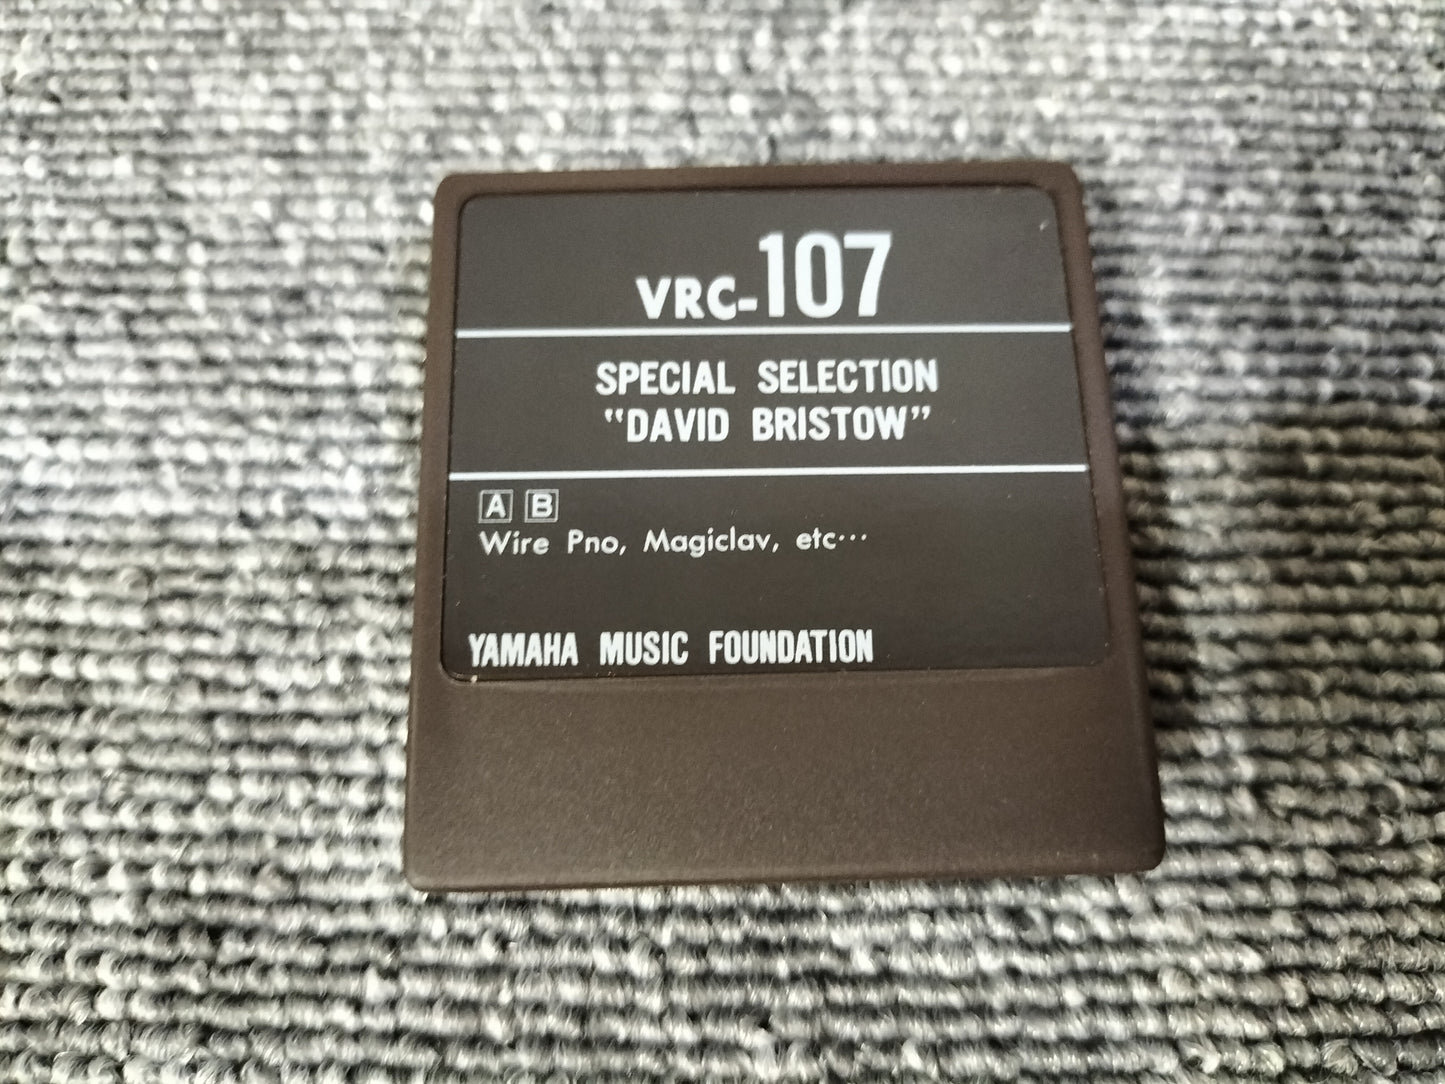 VRC-107
SPECIAL SELECTION
"DAVID BRISTOW"
A B
Wire Pno, Magiclav, etc···
YAMAHA MUSIC FOUNDATION